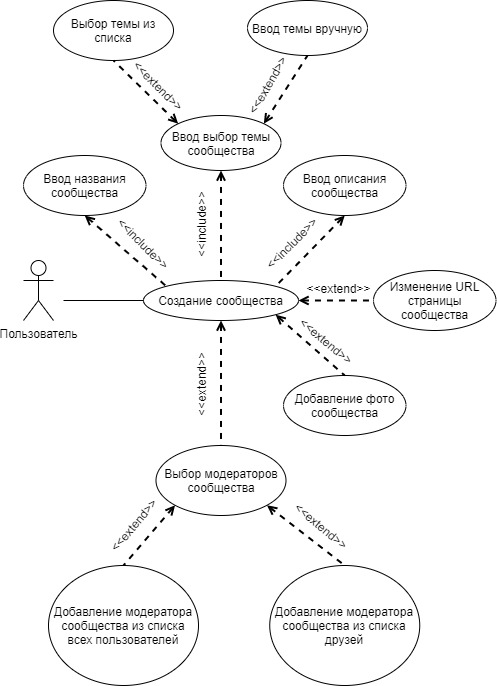 Выбор темы из
списка
Ввод темы вручную
<<extend>>
<<extend>>
Ввод выбор темы
сообщества
Ввод названия
сообщества
Ввод описания
сообщества
<<include>>
<<include>>
<<include>>
Пользователь
Создание сообщества
<<extend>>
Изменение URL
страницы
сообщества
<<extend>>
<<extend>>
Добавление фото
сообщества
Выбор модераторов
сообщества
<<extend>>
<<extend>>
Добавление модератора
сообщества из списка
всех пользователей
Добавление модератора
сообщества из списка
друзей